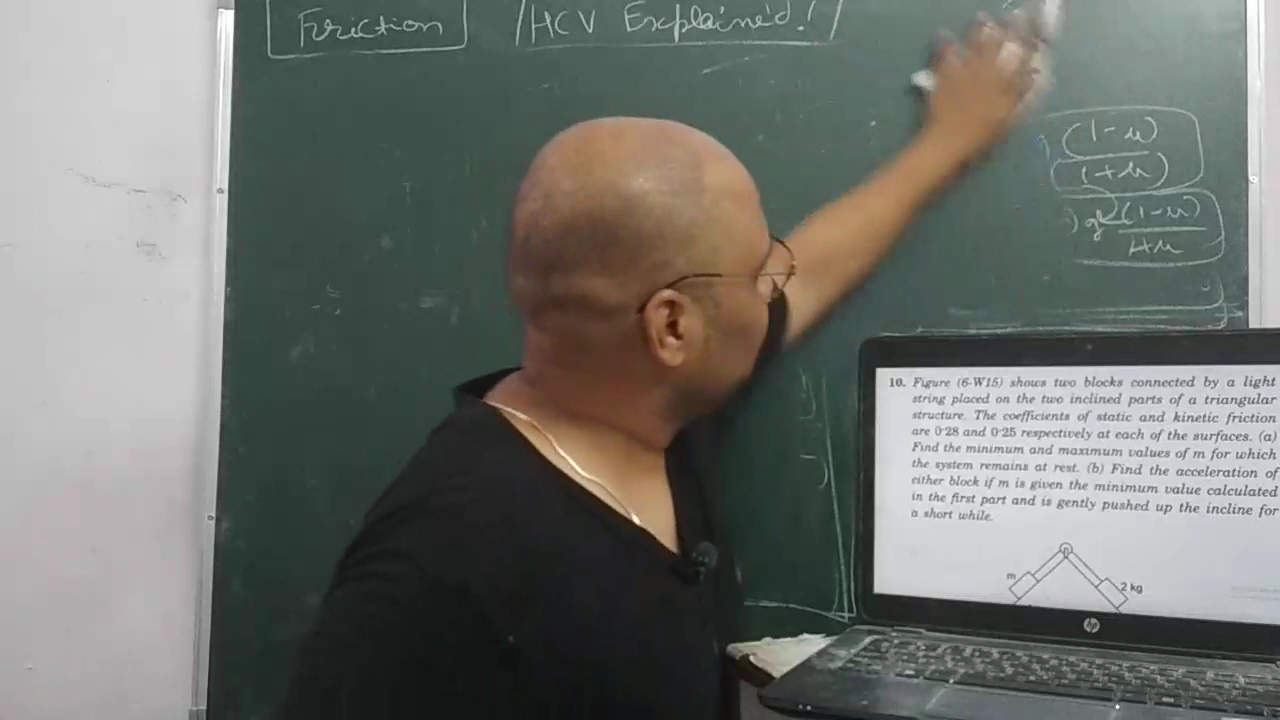 Friction
HCV Explained!
(1-μ)
1+μ)
g (1-μ)
1+μ
10. Figure (6-W15) shows two blocks connected by a light
string placed on the two inclined parts of a triangular
structure. The coefficients of static and kinetic friction
are 0·28 and 0·25 respectively at each of the surfaces. (a)
Find the minimum and maximum values of m for which
the system remains at rest. (b) Find the acceleration of
either block if m is given the minimum value calculated
in the first part and is gently pushed up the incline for
a short while.
m
2 kg
hp